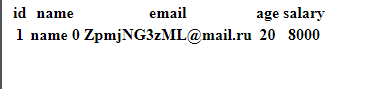 id name email age salary
1 name 0 ZpmjNG3zML@mail.ru 20 8000